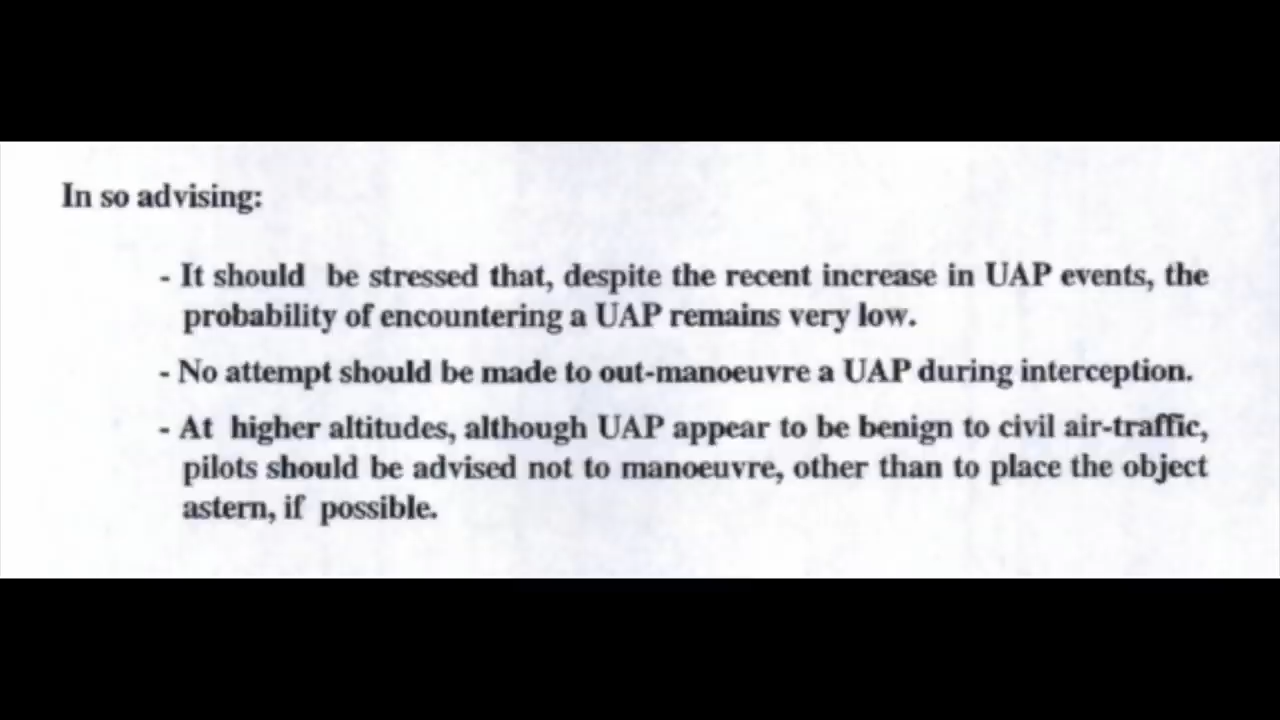 In so advising:
- It should be stressed that, despite the recent increase in UAP events, the
probability of encountering a UAP remains very low.
- No attempt should be made to out-manoeuvre a UAP during interception.
- At higher altitudes, although UAP appear to be benign to civil air-traffic,
pilots should be advised not to manoeuvre, other than to place the object
astern, if possible.